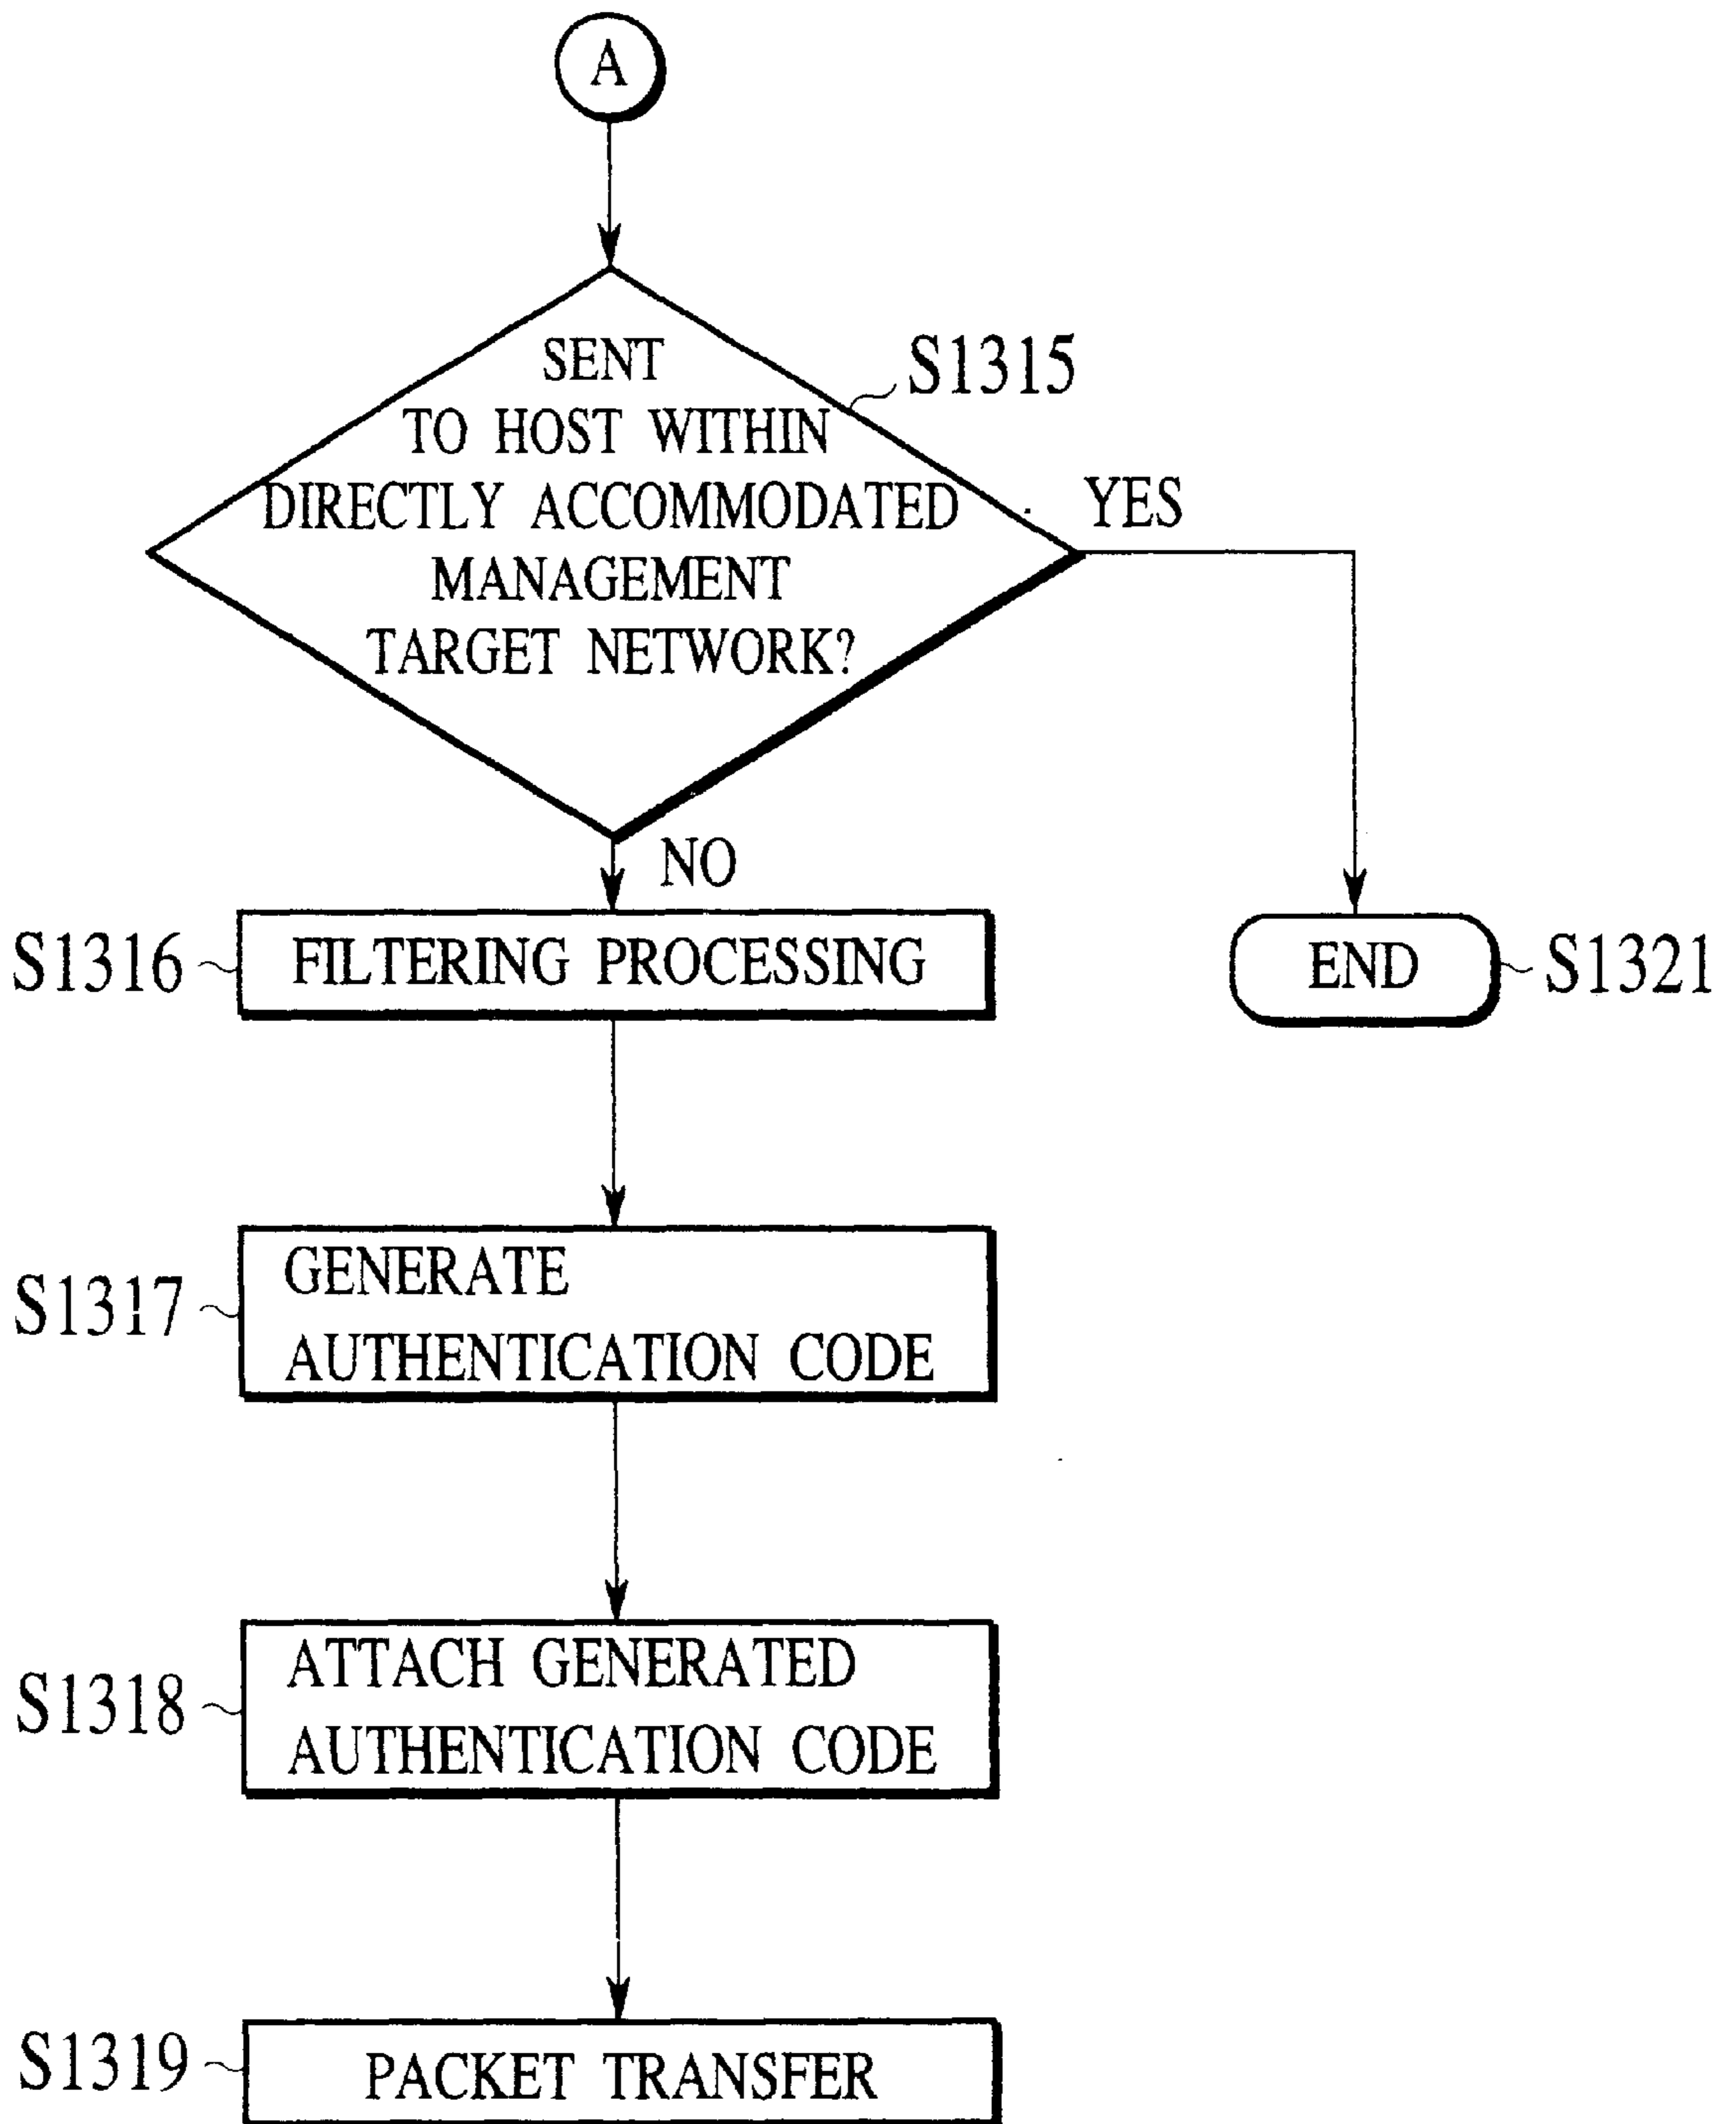 A
SENT
TO HOST WITHIN
DIRECTLY ACCOMMODATED
MANAGEMENT
TARGET NETWORK?
S1315
YES
NO
S1316
FILTERING PROCESSING
END
S1321
S1317
GENERATE
AUTHENTICATION CODE
S1318
ATTACH GENERATED
AUTHENTICATION CODE
S1319
PACKET TRANSFER